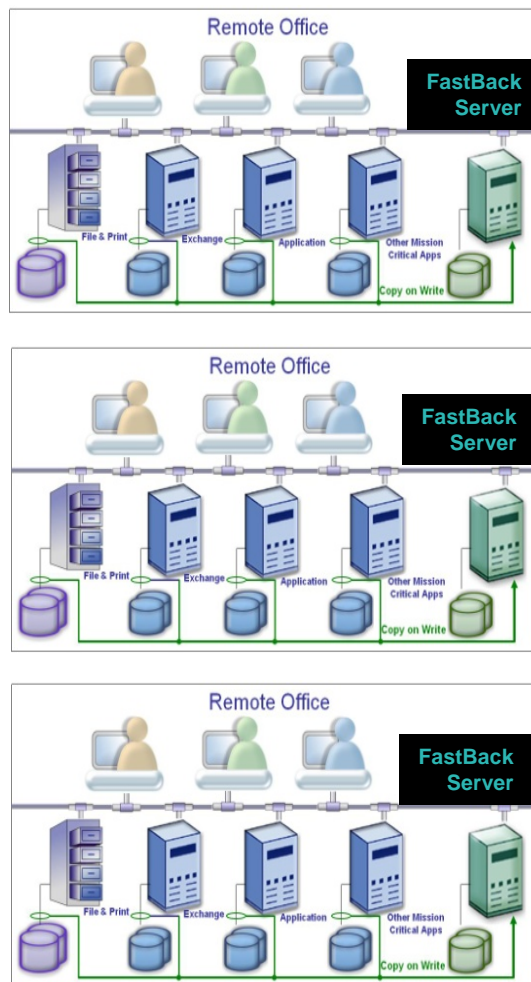 Remote Office
FastBack
Server
File & Print
Exchange
Application
Other Mission
Critical Apps
Copy on Write
Remote Office
FastBack
Server
File & Print
Exchange
Application
Other Mission
Critical Apps
Copy on Write
Remote Office
FastBack
Server
File & Print
Exchange
Application
Other Mission
Critical Apps
Copy on Write